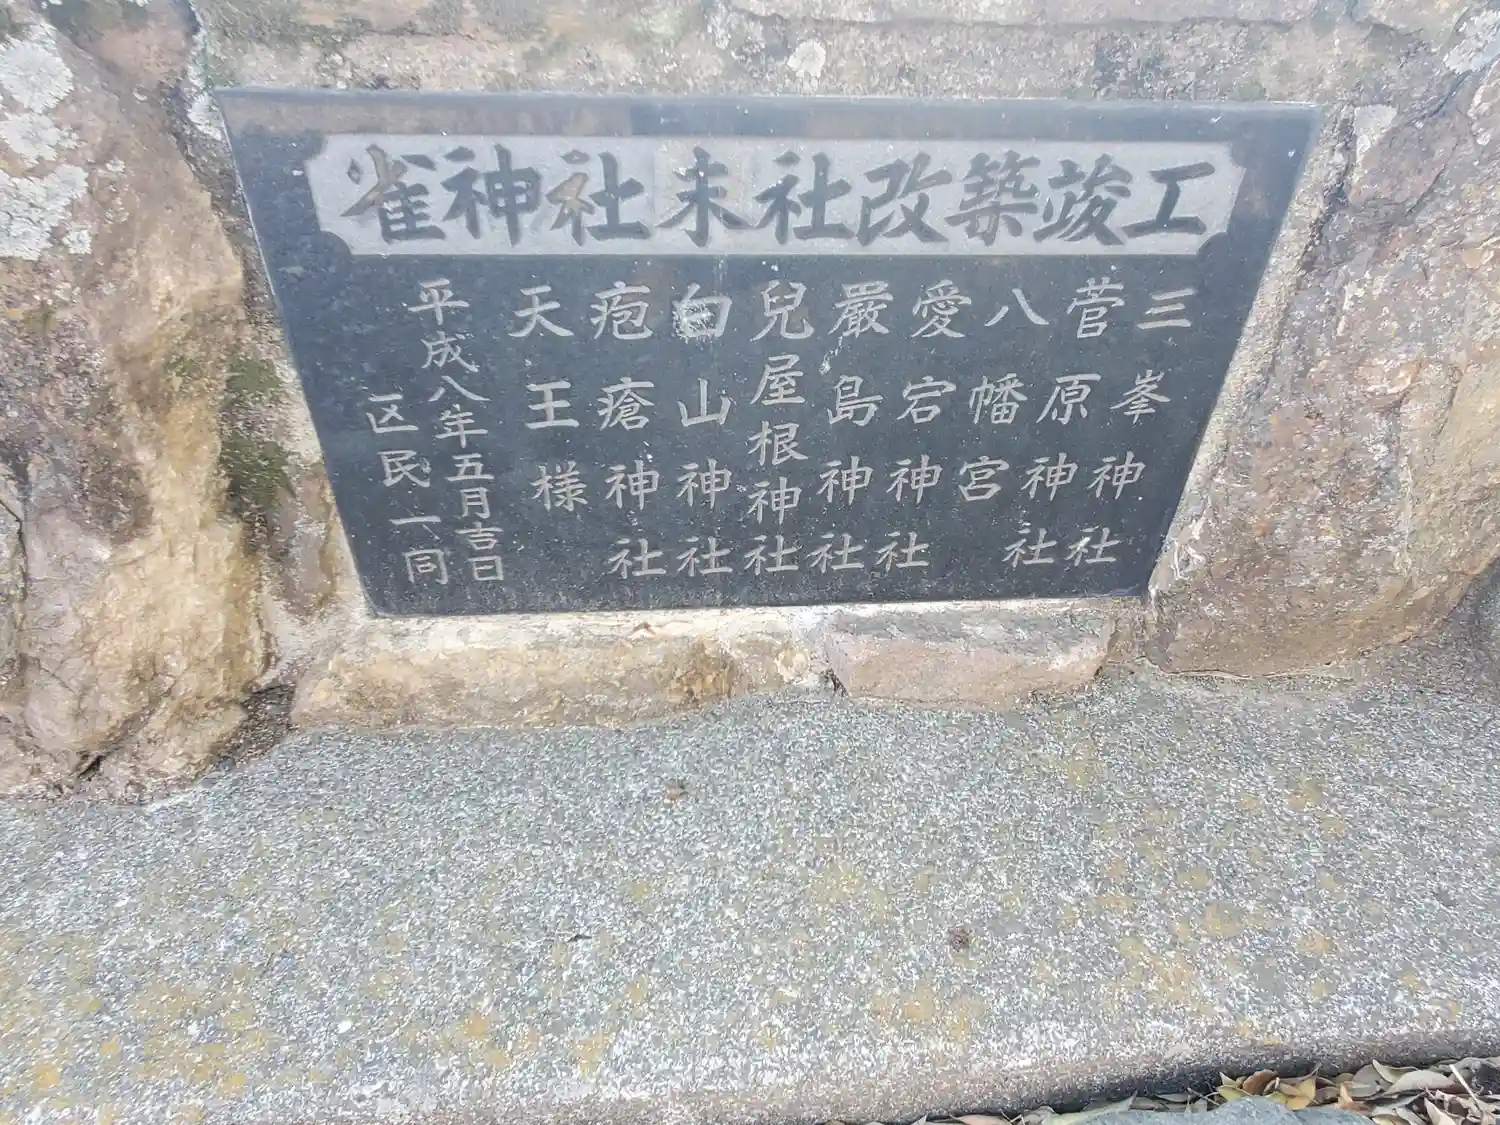 雀神社末社改築竣工
三峯神社
菅原神社
八幡宮
愛宕神社
嚴島神社
兒屋根神社
白山神社
疱瘡神社
天王様
平成八年五月吉日
区民一同